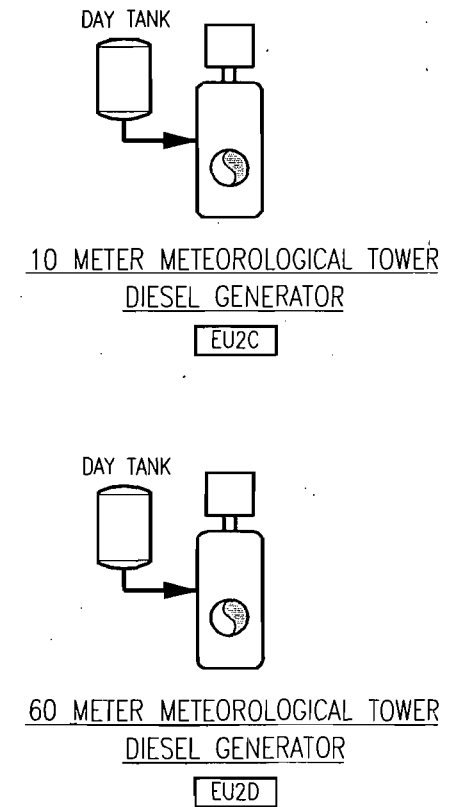 DAY TANK
10 METER METEOROLOGICAL TOWER
DIESEL GENERATOR
EU2C
DAY TANK
60 METER METEOROLOGICAL TOWER
DIESEL GENERATOR
EU2D